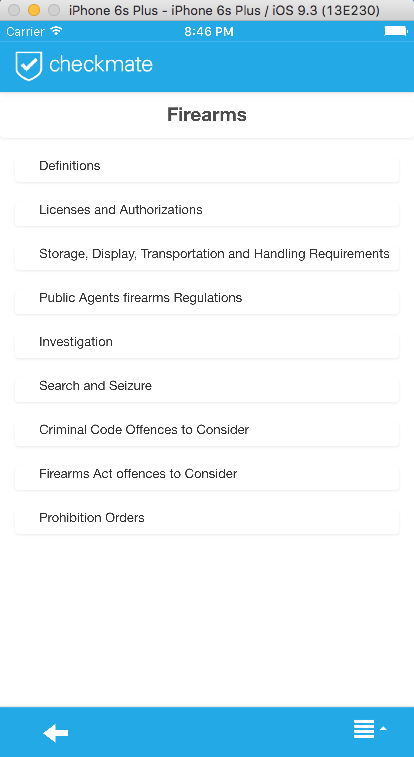 iPhone 6s Plus - iPhone 6s Plus / iOS 9.3 (13E230)
Carrier 8:46 PM
checkmate
Firearms
Definitions
Licenses and Authorizations
Storage, Display, Transportation and Handling Requirements
Public Agents firearms Regulations
Investigation
Search and Seizure
Criminal Code Offences to Consider
Firearms Act offences to Consider
Prohibition Orders